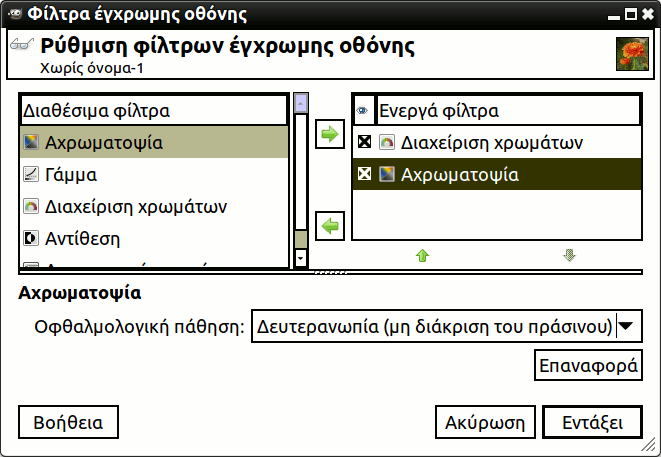 Φίλτρα έγχρωμης οθόνης
Ρύθμιση φίλτρων έγχρωμης οθόνης
Χωρίς όνομα-1
Διαθέσιμα φίλτρα
Αχρωματοψία
Γάμμα
Διαχείριση χρωμάτων
Αντίθεση
Ενεργά φίλτρα
Διαχείριση χρωμάτων
Αχρωματοψία
Αχρωματοψία
Οφθαλμολογική πάθηση: Δευτερανωπία (μη διάκριση του πράσινου)
Επαναφορά
Βοήθεια
Ακύρωση
Εντάξει